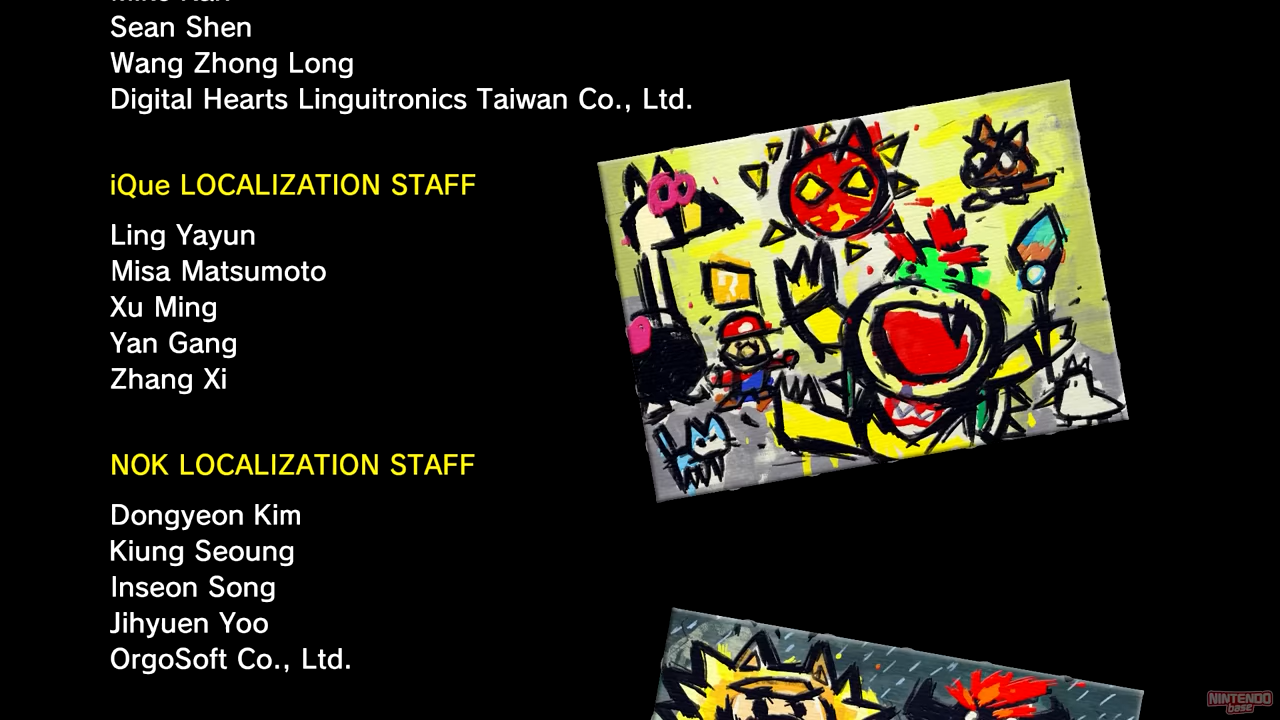 Sean Shen
Wang Zhong Long
Digital Hearts Linguitronics Taiwan Co., Ltd.
iQue LOCALIZATION STAFF
Ling Yayun
Misa Matsumoto
Xu Ming
Yan Gang
Zhang Xi
NOK LOCALIZATION STAFF
Dongyeon Kim
Kiung Seoung
Inseon Song
Jihyuen Yoo
OrgoSoft Co., Ltd.
NINTENDO
base